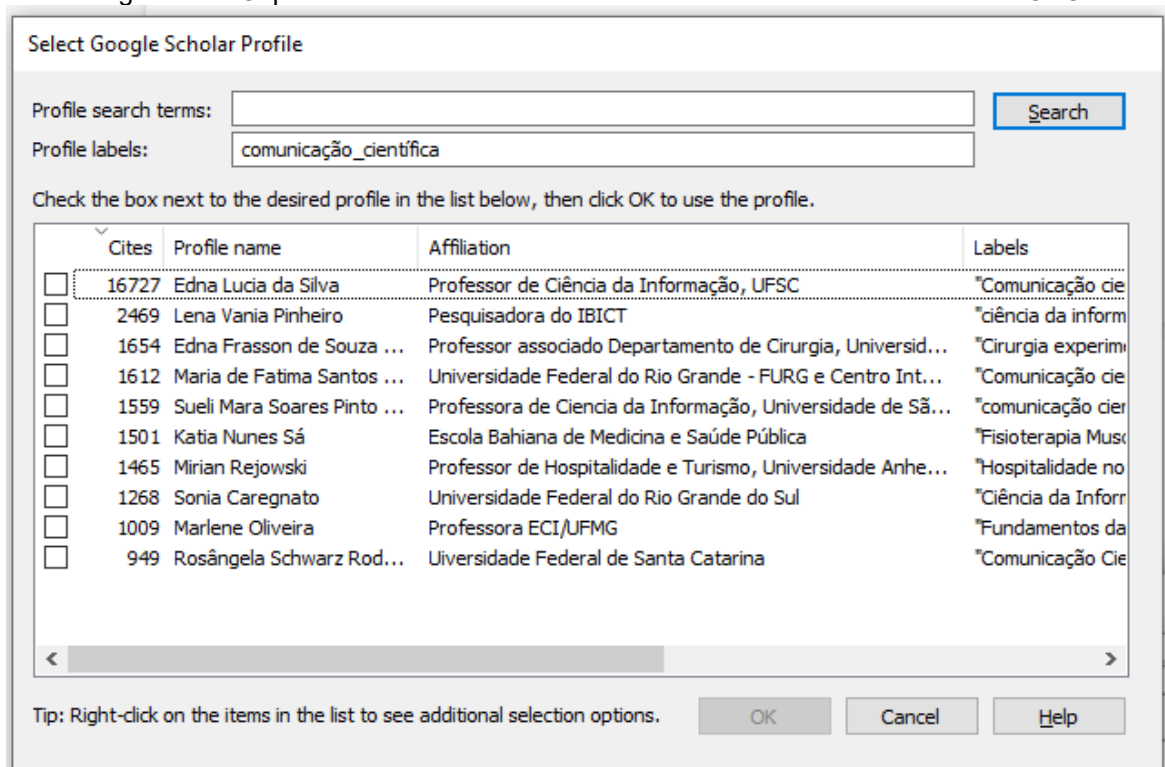 Select Google Scholar Profile
Profile search terms: Search
Profile labels: comunicação_científica
Check the box next to the desired profile in the list below, then click OK to use the profile.
Cites Profile name Affiliation Labels
16727 Edna Lucia da Silva Professor de Ciência da Informação, UFSC "Comunicação cie
2469 Lena Vania Pinheiro Pesquisadora do IBICT "ciência da inform
1654 Edna Frasson de Souza ... Professor associado Departamento de Cirurgia, Universid... "Cirurgia experim
1612 Maria de Fatima Santos ... Universidade Federal do Rio Grande - FURG e Centro Int... "Comunicação cie
1559 Sueli Mara Soares Pinto ... Professora de Ciencia da Informação, Universidade de Sã... "comunicação cier
1501 Katia Nunes Sá Escola Bahiana de Medicina e Saúde Pública "Fisioterapia Musc
1465 Mirian Rejowski Professor de Hospitalidade e Turismo, Universidade Anhe... "Hospitalidade no
1268 Sonia Caregnato Universidade Federal do Rio Grande do Sul "Ciência da Inforr
1009 Marlene Oliveira Professora ECI/UFMG "Fundamentos da
949 Rosângela Schwarz Rod... Uiversidade Federal de Santa Catarina "Comunicação Cie
Tip: Right-click on the items in the list to see additional selection options. OK Cancel Help